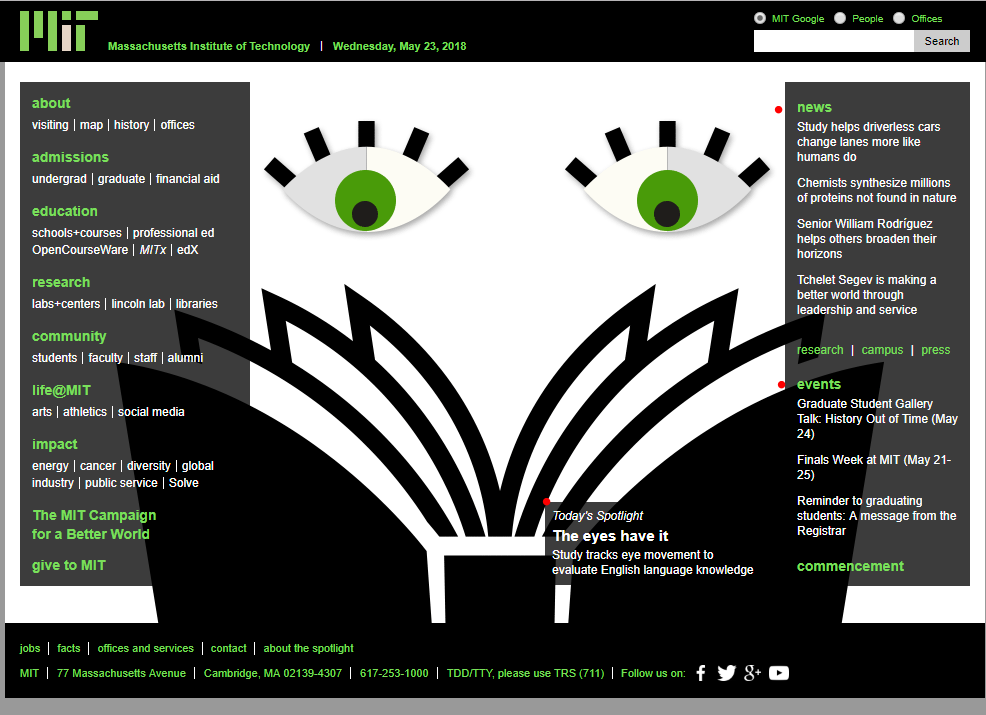 MIT
Massachusetts Institute of Technology | Wednesday, May 23, 2018
MIT Google People Offices
Search
about
visiting | map | history | offices
admissions
undergrad | graduate | financial aid
education
schools+courses | professional ed
OpenCourseWare | MITx | edX
research
labs+centers | lincoln lab | libraries
community
students | faculty | staff | alumni
life@MIT
arts | athletics | social media
impact
energy | cancer | diversity | global
industry | public service | Solve
The MIT Campaign
for a Better World
give to MIT
news
Study helps driverless cars
change lanes more like
humans do
Chemists synthesize millions
of proteins not found in nature
Senior William Rodríguez
helps others broaden their
horizons
Tchelet Segev is making a
better world through
leadership and service
research | campus | press
events
Graduate Student Gallery
Talk: History Out of Time (May
24)
Finals Week at MIT (May 21-
25)
Reminder to graduating
students: A message from the
Registrar
commencement
Today's Spotlight
The eyes have it
Study tracks eye movement to
evaluate English language knowledge
jobs | facts | offices and services | contact | about the spotlight
MIT | 77 Massachusetts Avenue | Cambridge, MA 02139-4307 | 617-253-1000 | TDD/TTY, please use TRS (711) | Follow us on: f g+